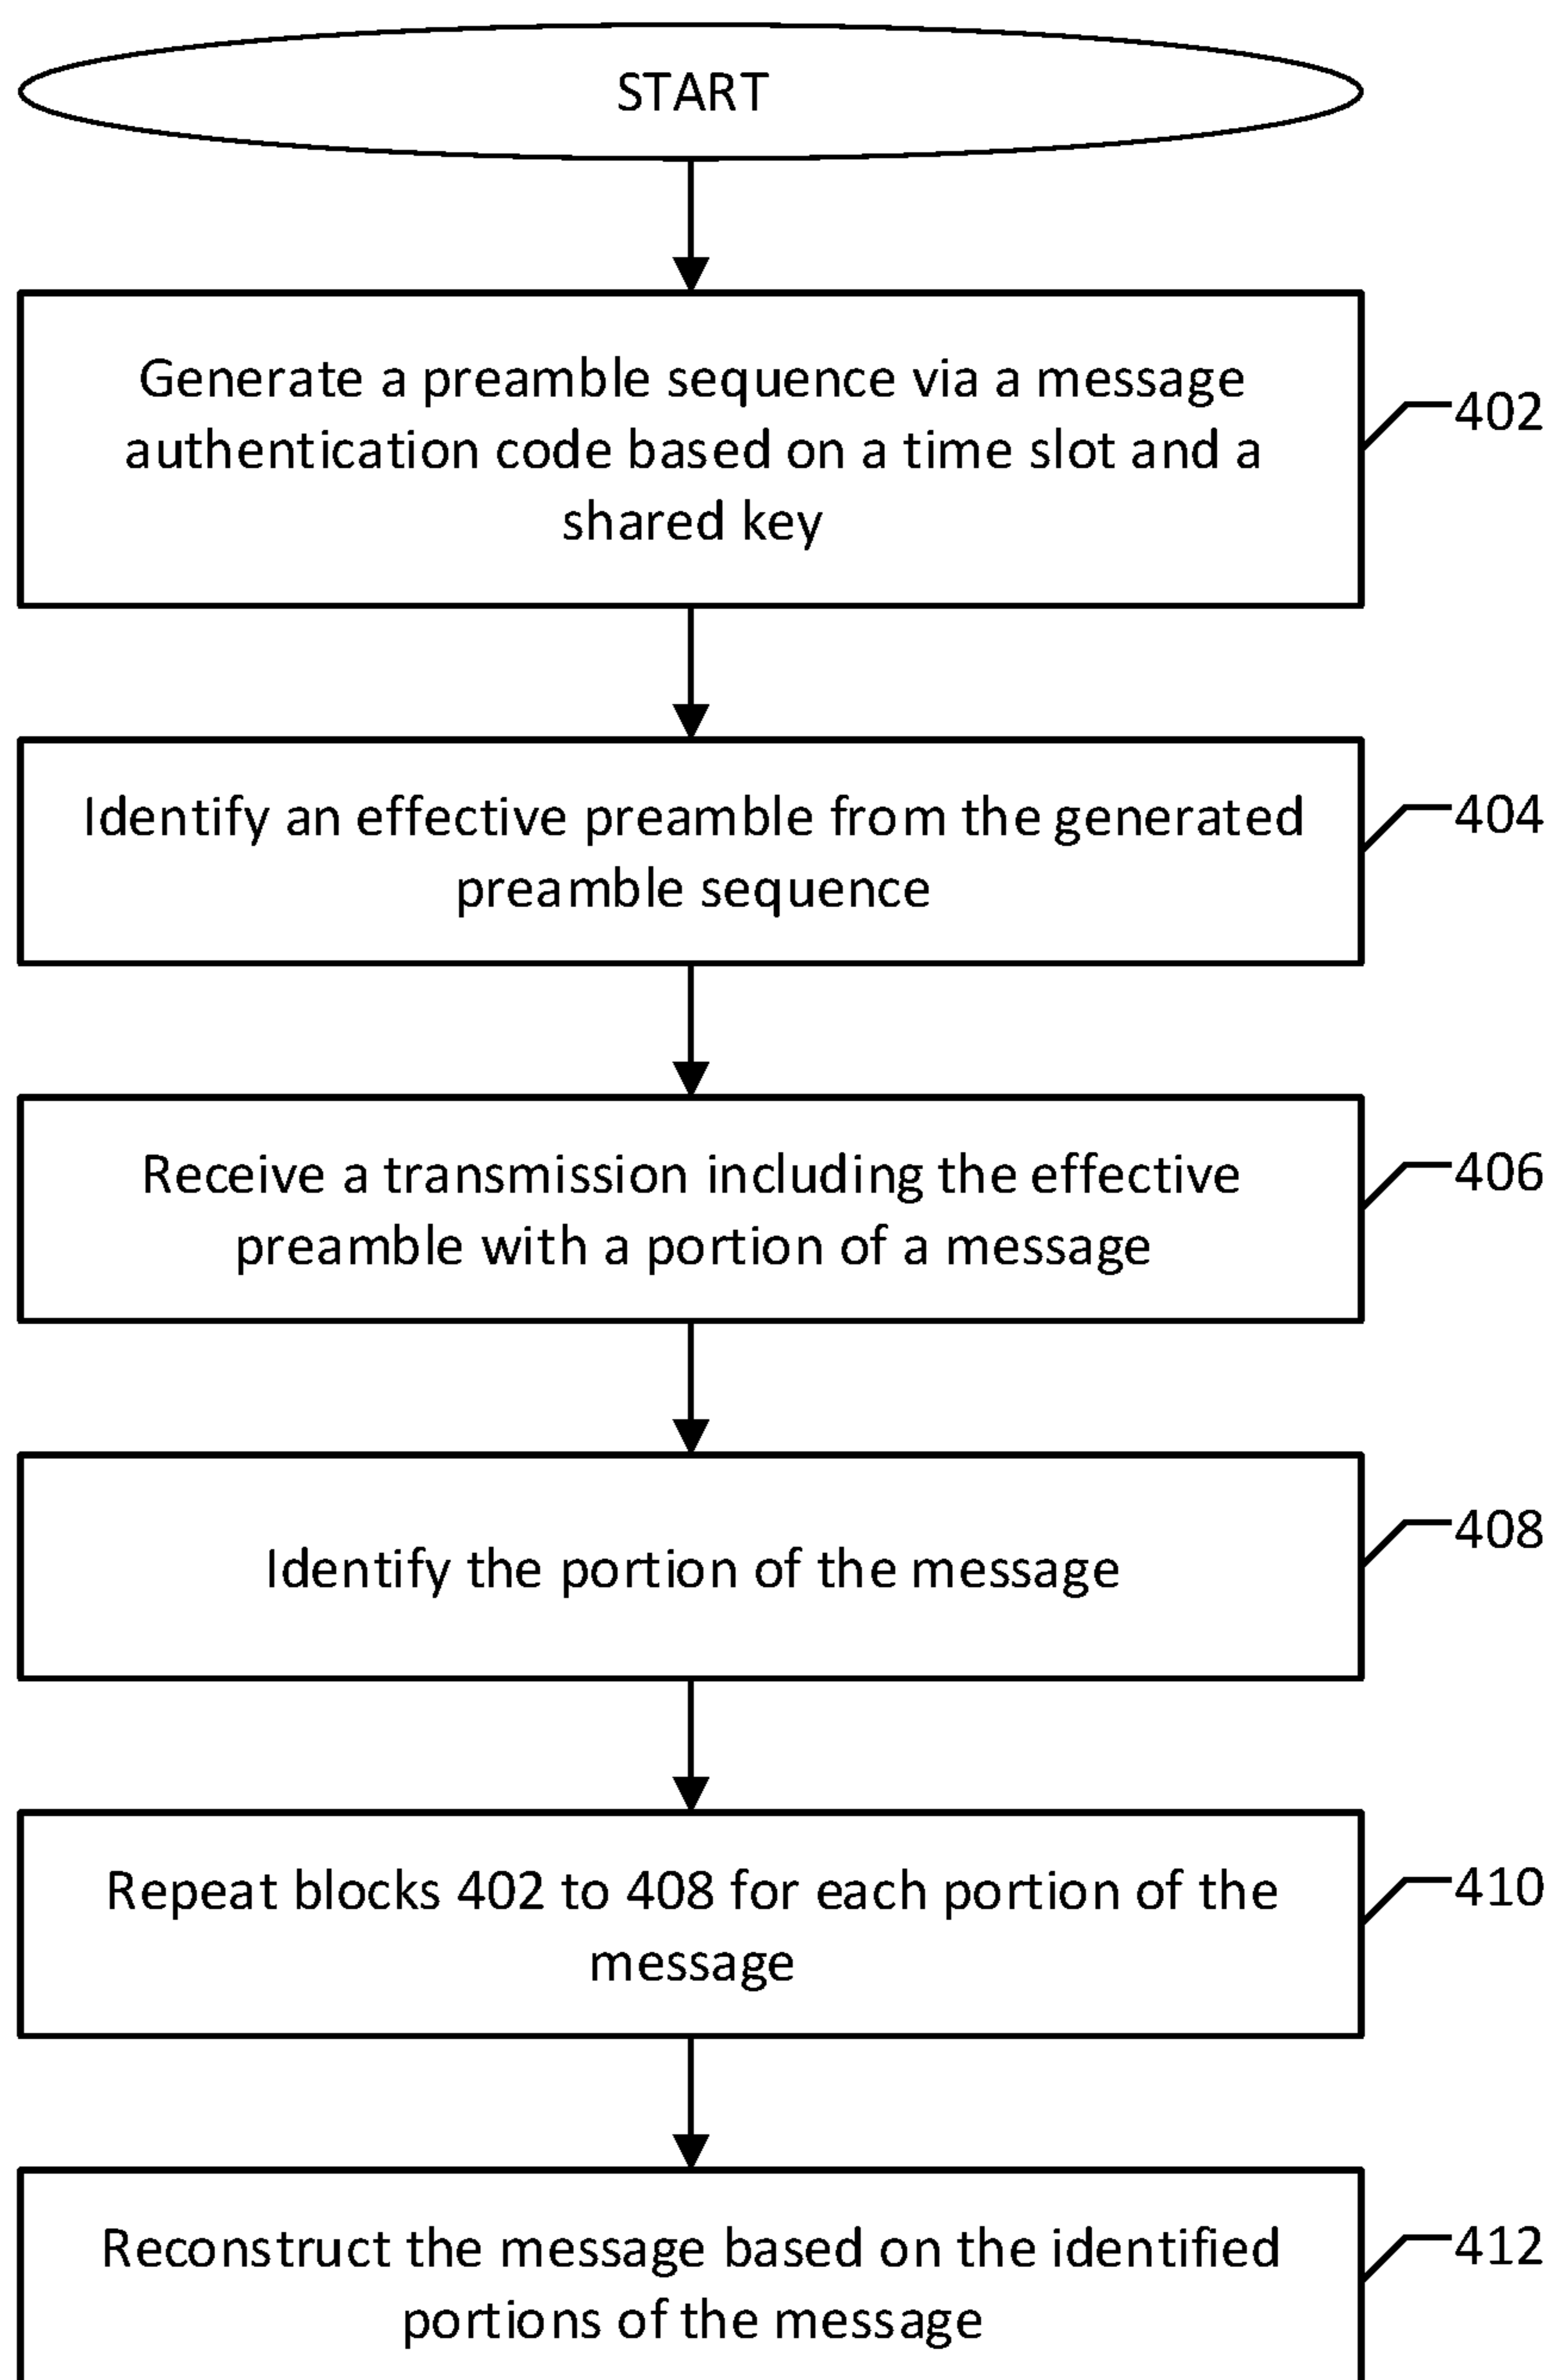 START
Generate a preamble sequence via a message
authentication code based on a time slot and a
shared key
402
Identify an effective preamble from the generated
preamble sequence
404
Receive a transmission including the effective
preamble with a portion of a message
406
Identify the portion of the message
408
Repeat blocks 402 to 408 for each portion of the
message
410
Reconstruct the message based on the identified
portions of the message
412